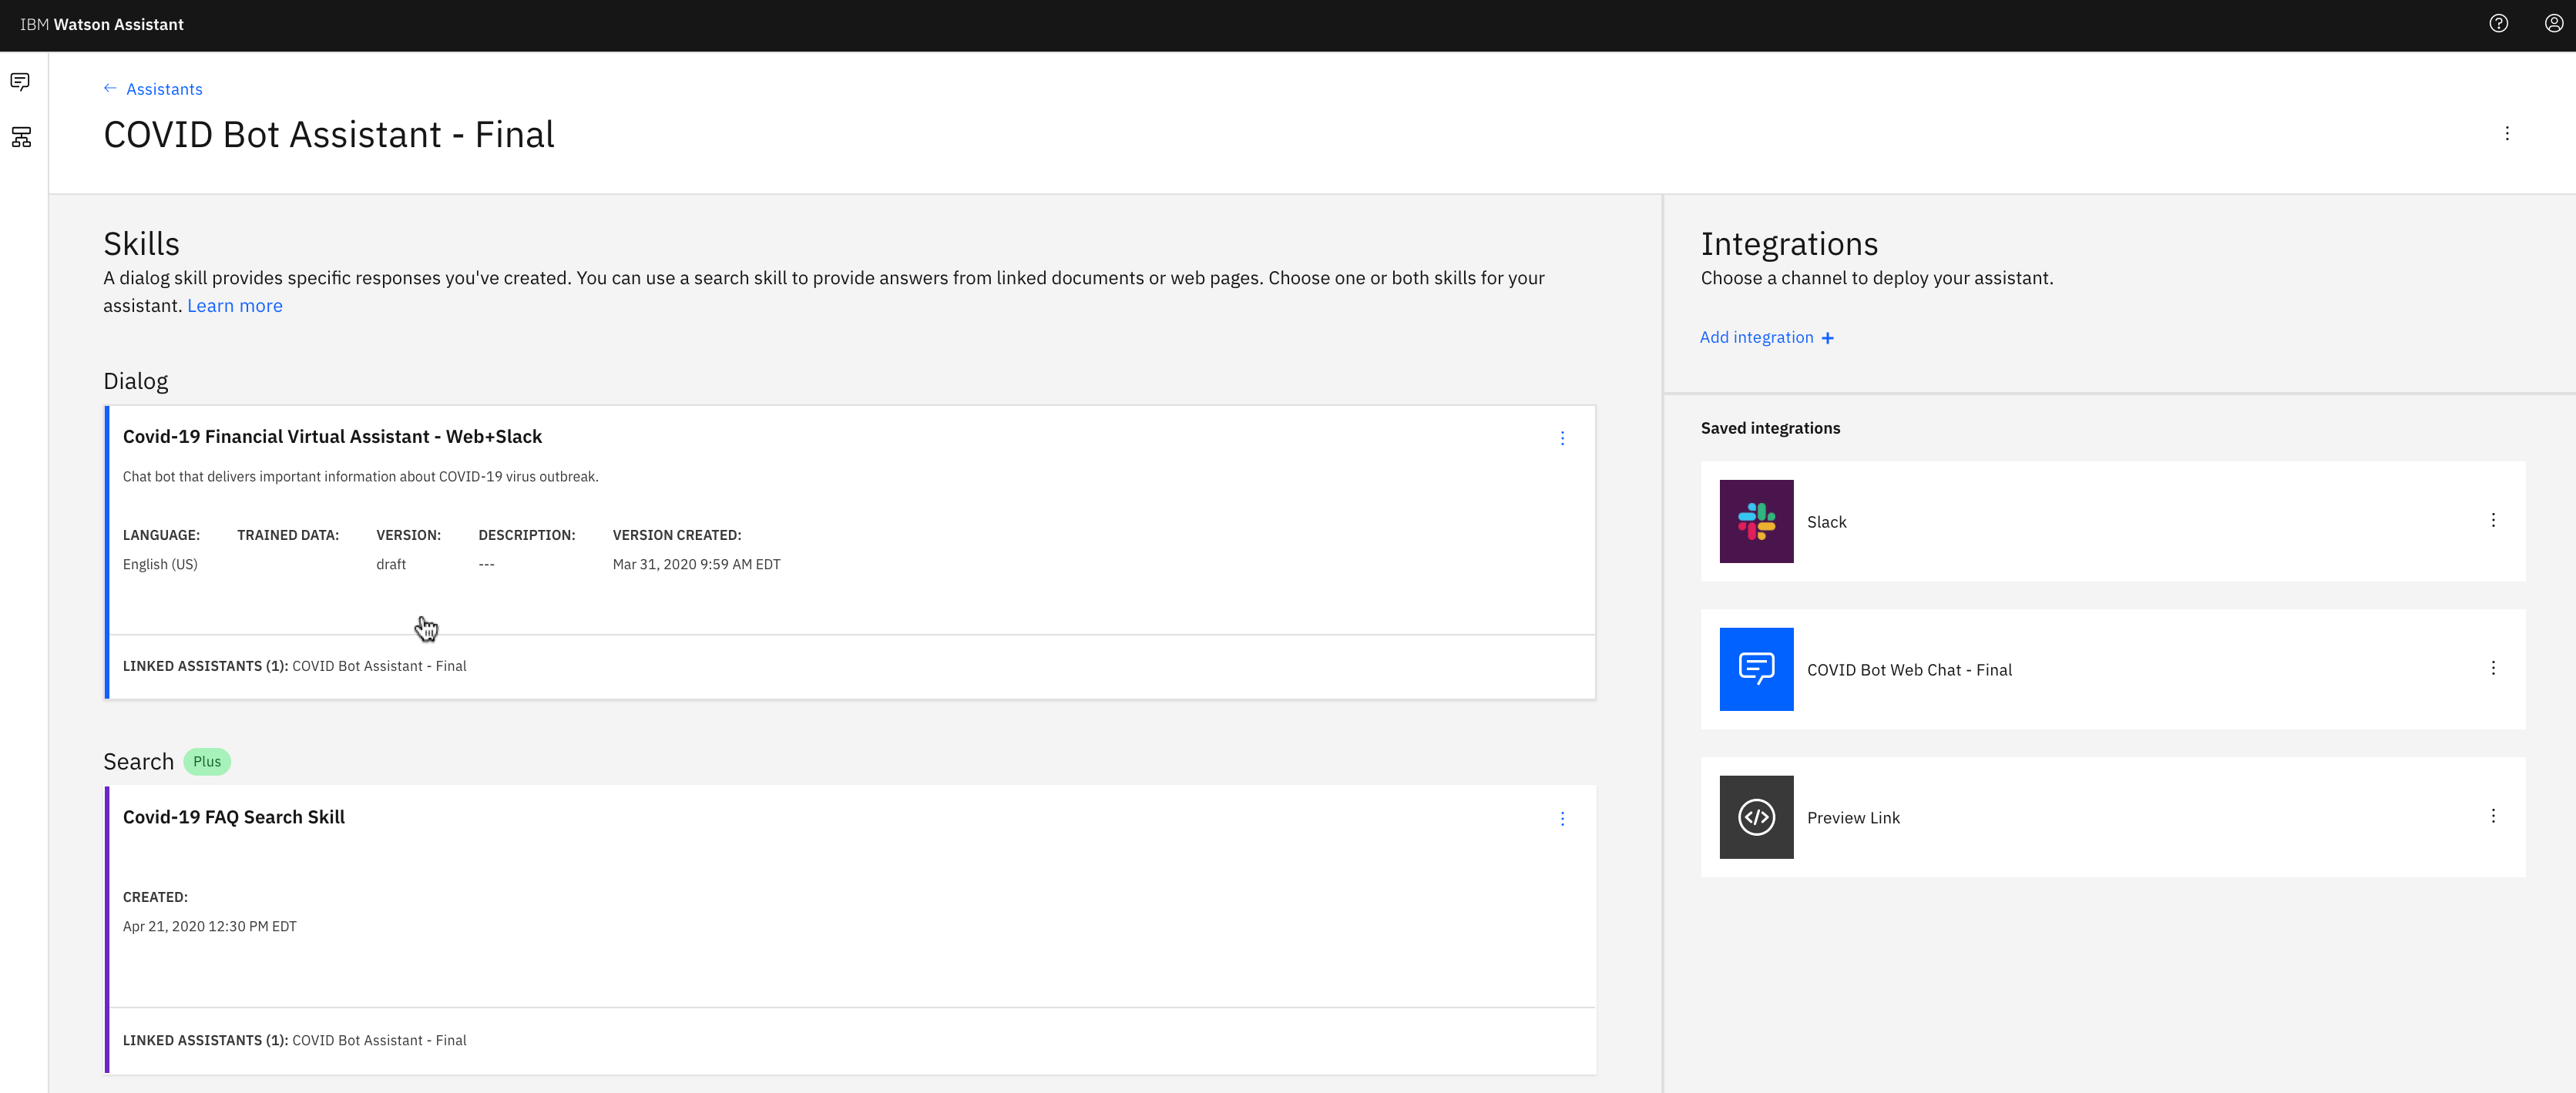 IBM Watson Assistant
← Assistants
COVID Bot Assistant - Final
Skills
A dialog skill provides specific responses you've created. You can use a search skill to provide answers from linked documents or web pages. Choose one or both skills for your
assistant. Learn more
Dialog
Covid-19 Financial Virtual Assistant - Web+Slack
Chat bot that delivers important information about COVID-19 virus outbreak.
LANGUAGE: TRAINED DATA: VERSION: DESCRIPTION: VERSION CREATED:
English (US) draft --- Mar 31, 2020 9:59 AM EDT
LINKED ASSISTANTS (1): COVID Bot Assistant - Final
Search Plus
Covid-19 FAQ Search Skill
CREATED:
Apr 21, 2020 12:30 PM EDT
LINKED ASSISTANTS (1): COVID Bot Assistant - Final
Integrations
Choose a channel to deploy your assistant.
Add integration +
Saved integrations
Slack
COVID Bot Web Chat - Final
Preview Link